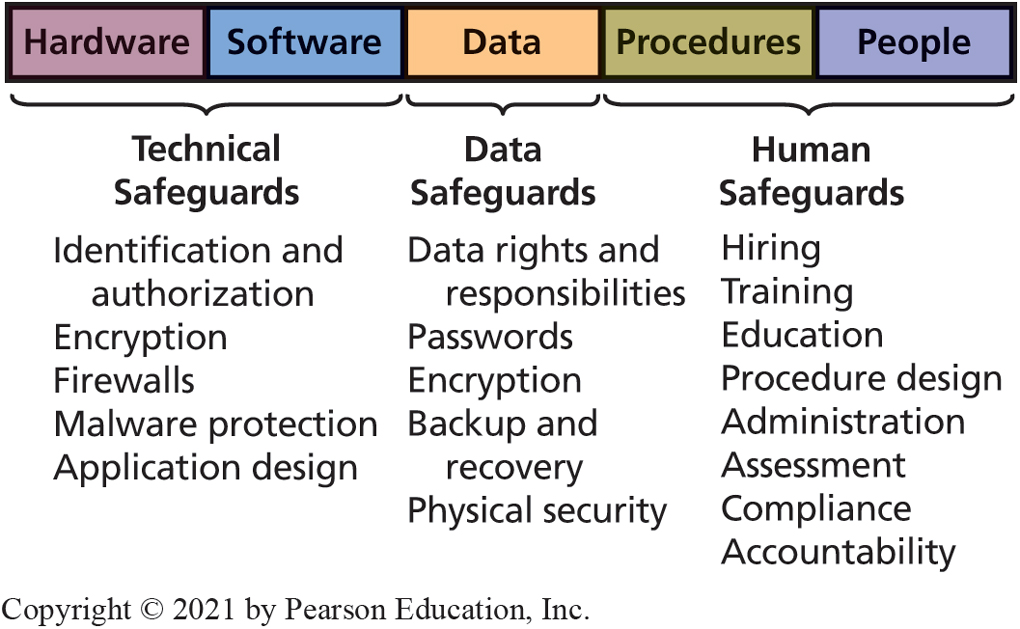 Hardware Software Data Procedures People
Technical
Safeguards
Identification and
authorization
Encryption
Firewalls
Malware protection
Application design
Data
Safeguards
Data rights and
responsibilities
Passwords
Encryption
Backup and
recovery
Physical security
Human
Safeguards
Hiring
Training
Education
Procedure design
Administration
Assessment
Compliance
Accountability
Copyright © 2021 by Pearson Education, Inc.